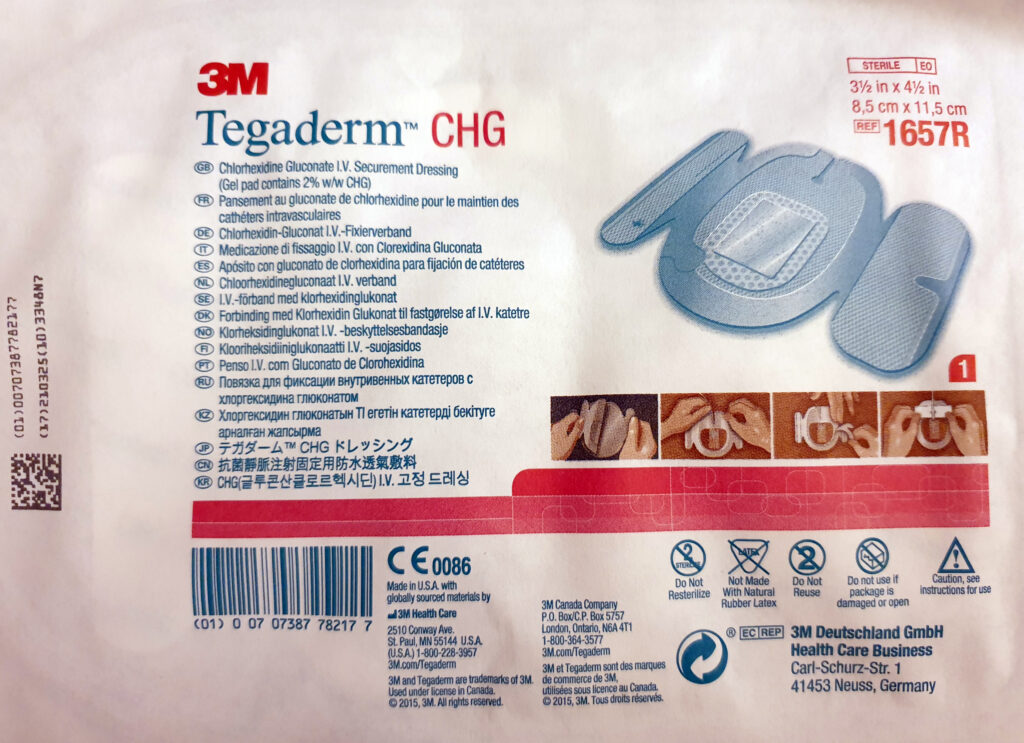 3M
Tegaderm™ CHG
GB Chlorhexidine Gluconate I.V. Securement Dressing
(Gel pad contains 2% w/w CHG)
FR Pansement au gluconate de chlorhexidine pour le maintien des
cathéters intravasculaires
DE Chlorhexidin-Gluconat I.V.-Fixierverband
IT Medicazione di fissaggio I.V. con Clorexidina Gluconata
ES Apósito con gluconato de clorhexidina para fijación de catéteres
NL Chloorhexidinegluconaat I.V. verband
SE I.V.-förband med klorhexidinglukonat
DK Forbinding med Klorhexidin Glukonat til fastgørelse af I.V. katetre
NO Klorheksidinglukonat I.V. -beskyttelsesbandasje
FI Klooriheksidiiniglukonaatti I.V. -suojasidos
PT Penso I.V. com Gluconato de Clorohexidina
RU Повязка для фиксации внутривенных катетеров с
хлоргексидина глюконатом
KZ Хлоргексидин глюконатын ТІ егетін катетерді бекітуге
арналған жапсырма
JP テガダーム™ CHG ドレッシング
CN 抗菌靜脈注射固定用防水透氣敷料
KR CHG(글루콘산클로르헥시딘) I.V. 고정 드레싱
STERILE EO
3½ in x 4½ in
8,5 cm x 11,5 cm
REF 1657R
1
(01)00707387782177
(17)210325(10)3348N7
(01) 0 07 07387 78217 7
CE 0086
Made in U.S.A. with
globally sourced materials by
3M Health Care
2510 Conway Ave.
St. Paul, MN 55144 U.S.A.
(U.S.A.) 1-800-228-3957
3M.com/Tegaderm
3M and Tegaderm are trademarks of 3M.
Used under license in Canada.
© 2015, 3M. All rights reserved.
3M Canada Company
P.O. Box/C.P. Box 5757
London, Ontario, N6A 4T1
1-800-364-3577
3M.com/Tegaderm
3M et Tegaderm sont des marques
de commerce de 3M,
utilisées sous licence au Canada.
© 2015, 3M. Tous droits réservés.
2
STERILIZE
Do Not
Resterilize
LATEX
Not Made
With Natural
Rubber Latex
2
Do Not
Reuse
Do not use if
package is
damaged or open
Caution, see
instructions for use
® EC REP
3M Deutschland GmbH
Health Care Business
Carl-Schurz-Str. 1
41453 Neuss, Germany